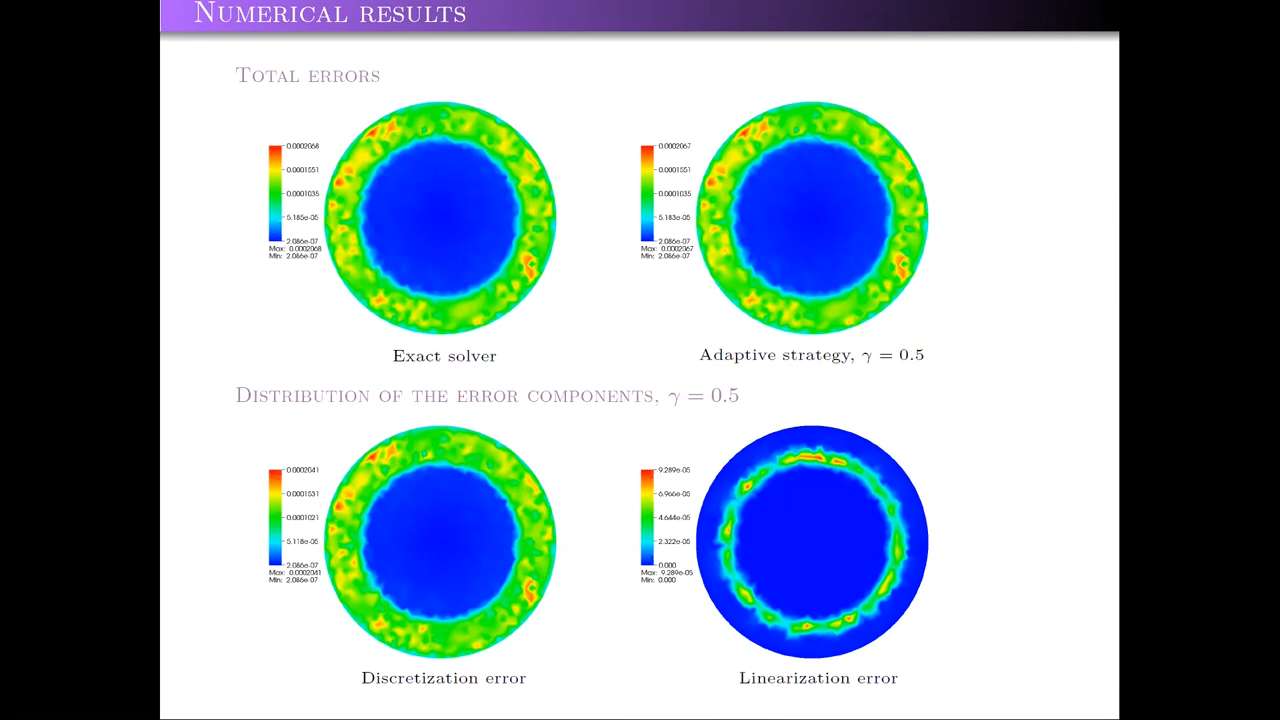 NUMERICAL RESULTS
TOTAL ERRORS
0.0002068
0.0001551
0.0001035
5.185e-05
2.086e-07
Max: 0.0002068
Min: 2.086e-07
Exact solver
0.0002067
0.0001551
0.0001035
5.183e-05
2.086e-07
Max: 0.0002067
Min: 2.086e-07
Adaptive strategy, γ = 0.5
DISTRIBUTION OF THE ERROR COMPONENTS, γ = 0.5
0.0002041
0.0001531
0.0001021
5.118e-05
2.086e-07
Max: 0.0002041
Min: 2.086e-07
Discretization error
9.289e-05
6.966e-05
4.644e-05
2.322e-05
0.000
Max: 9.289e-05
Min: 0.000
Linearization error